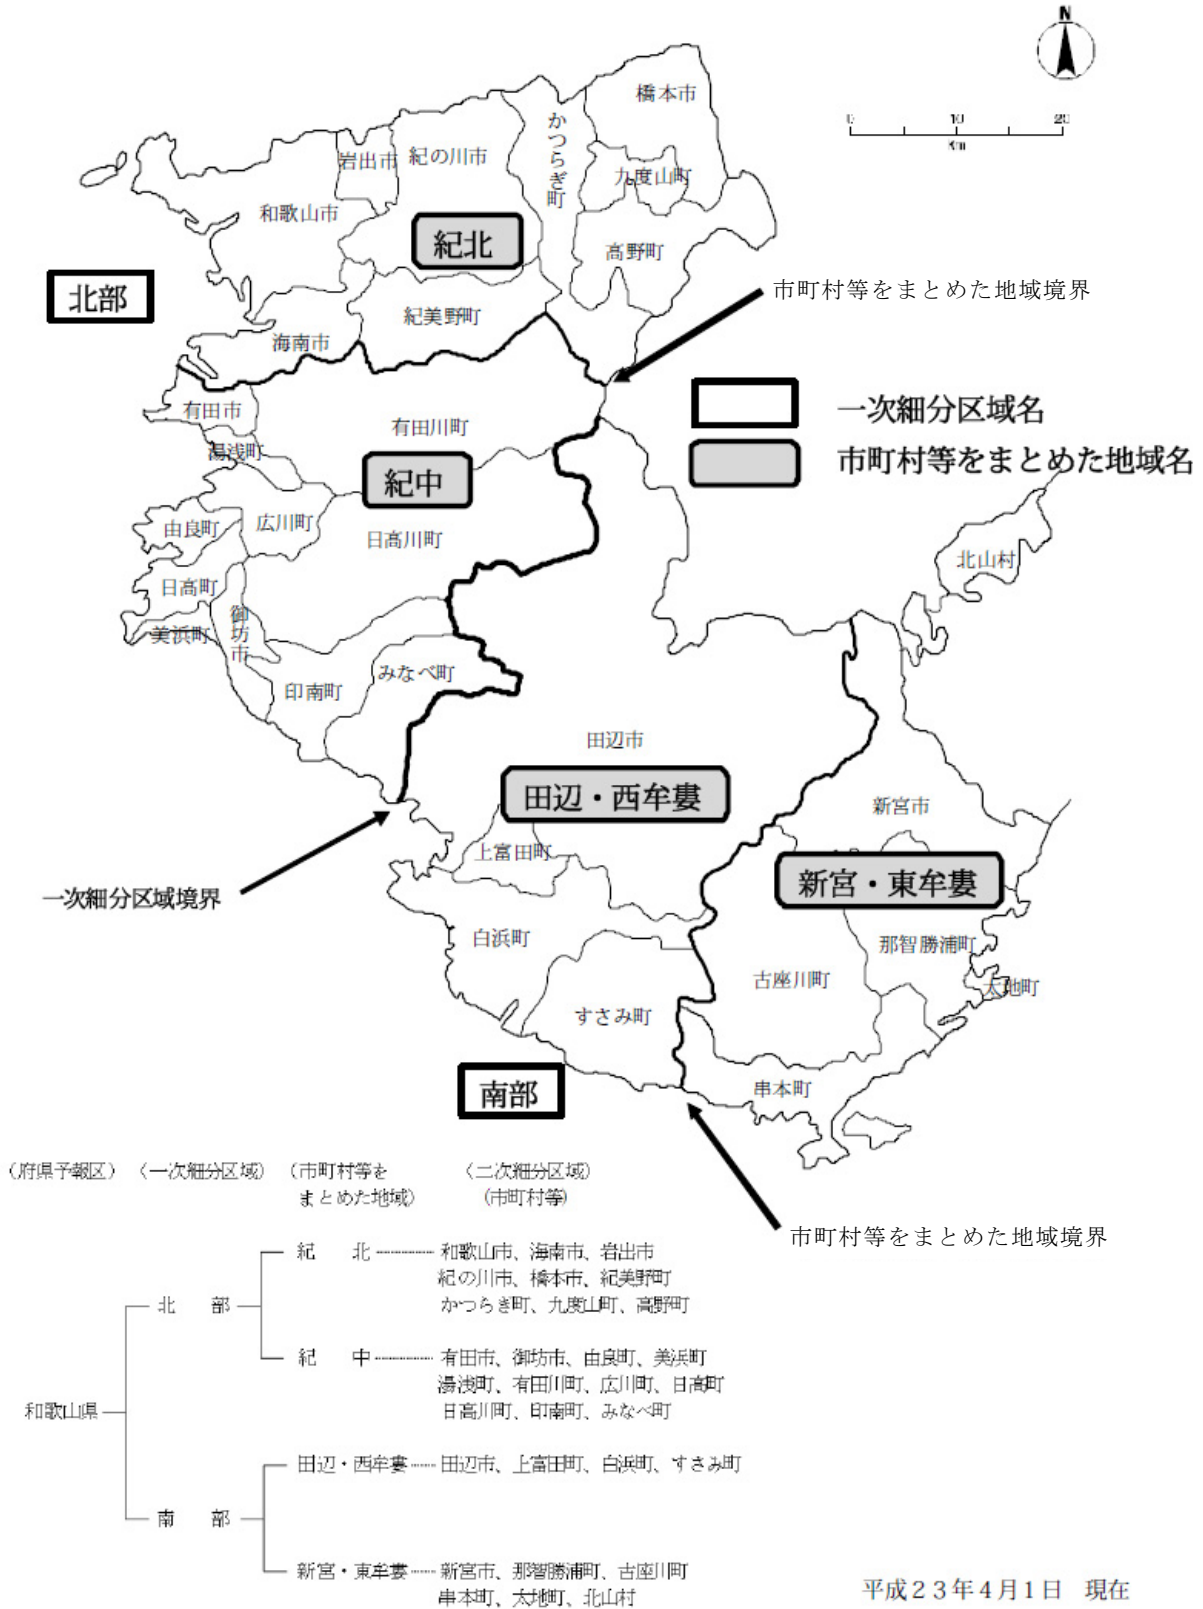 N
橋本市
0 10 20
Km
かつらぎ町
岩出市
紀の川市
九度山町
和歌山市
紀北
高野町
北部
市町村等をまとめた地域境界
紀美野町
海南市
一次細分区域名
有田市
有田川町
湯浅町
市町村等をまとめた地域名
紀中
広川町
由良町
日高川町
北山村
日高町
御坊市
美浜町
みなべ町
印南町
田辺市
田辺・西牟婁
新宮市
上富田町
新宮・東牟婁
一次細分区域境界
白浜町
那智勝浦町
古座川町
太地町
すさみ町
南部
串本町
(府県予報区) (一次細分区域) (市町村等を (二次細分区域)
まとめた地域) (市町村等)
市町村等をまとめた地域境界
紀 北 和歌山市、海南市、岩出市
紀の川市、橋本市、紀美野町
北 部 かつらぎ町、九度山町、高野町
紀 中 有田市、御坊市、由良町、美浜町
湯浅町、有田川町、広川町、日高町
和歌山県 日高川町、印南町、みなべ町
田辺・西牟婁 田辺市、上富田町、白浜町、すさみ町
南 部
新宮・東牟婁 新宮市、那智勝浦町、古座川町
串本町、太地町、北山村
平成23年4月1日 現在